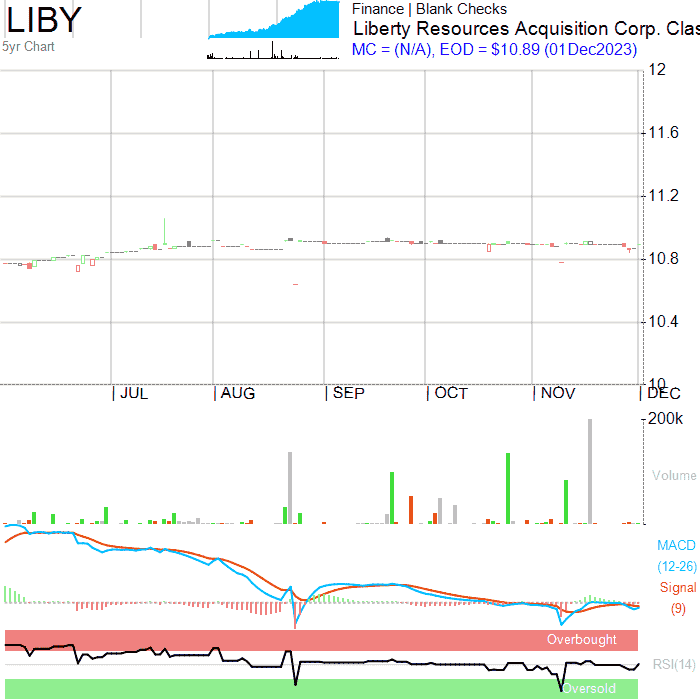 LIBY
5yr Chart
Finance | Blank Checks
Liberty Resources Acquisition Corp. Clas
MC = (N/A), EOD = $10.89 (01Dec2023)
12
11.6
11.2
10.8
10.4
10
JUL AUG SEP OCT NOV DEC
200k
Volume
MACD
(12-26)
Signal
(9)
Overbought
RSI(14)
Oversold